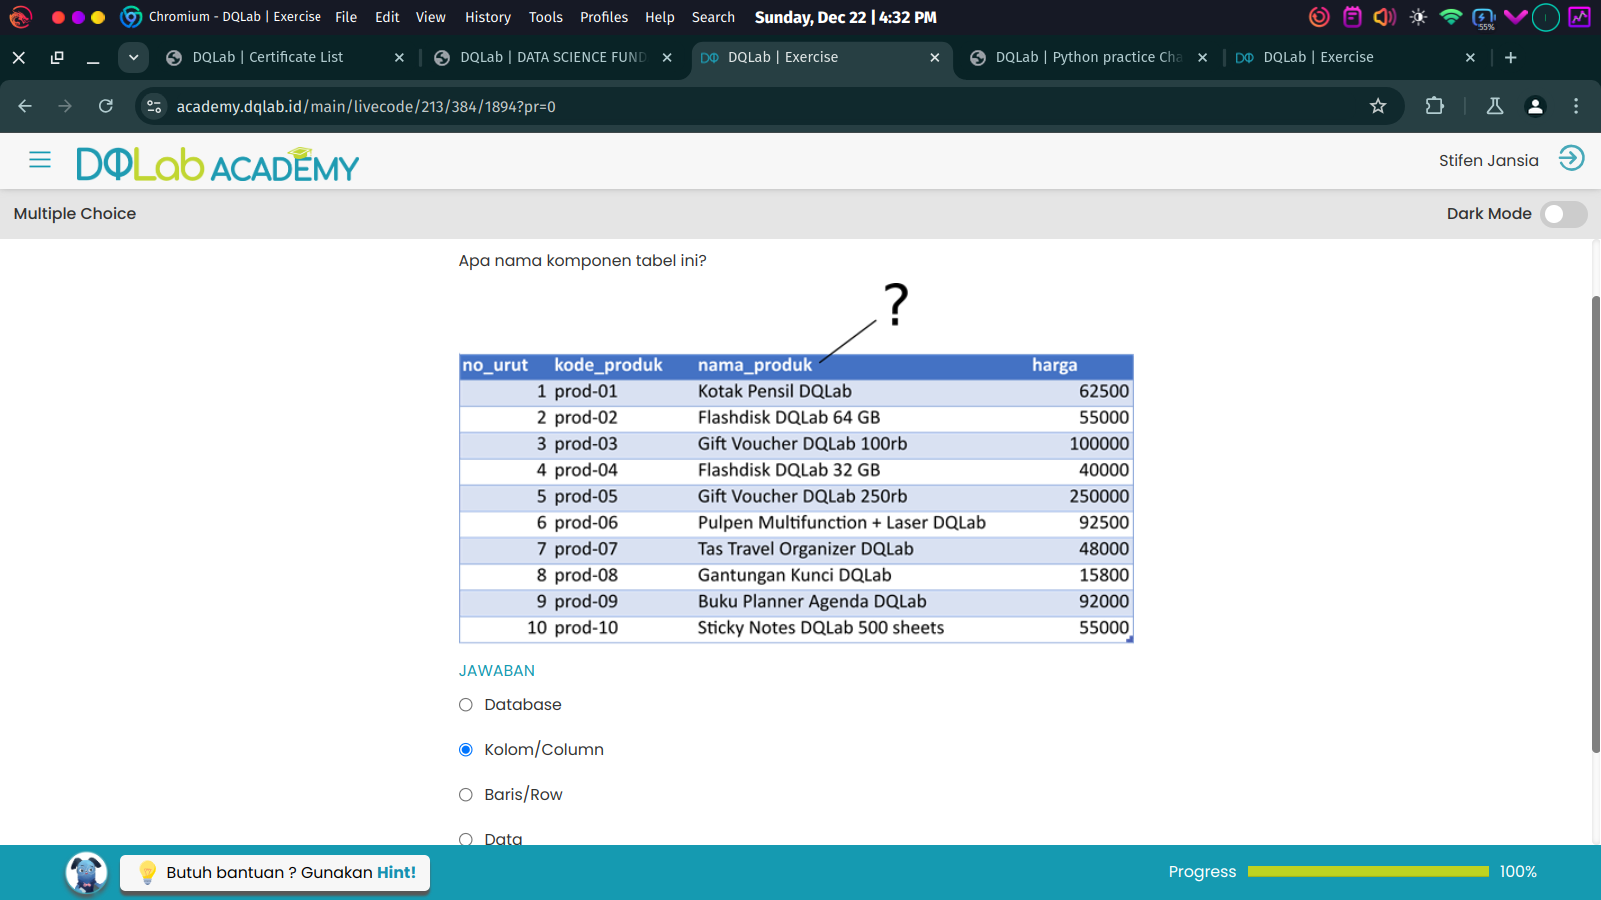 Chromium - DQLab | Exercise File Edit View History Tools Profiles Help Search Sunday, Dec 22 | 4:32 PM 55%
DQLab | Certificate List DQLab | DATA SCIENCE FUND DQLab | Exercise DQLab | Python practice Cha DQLab | Exercise
academy.dqlab.id/main/livecode/213/384/1894?pr=0
DQLab ACADEMY Stifen Jansia
Multiple Choice Dark Mode
Apa nama komponen tabel ini?
?
no_urut kode_produk nama_produk harga
1 prod-01 Kotak Pensil DQLab 62500
2 prod-02 Flashdisk DQLab 64 GB 55000
3 prod-03 Gift Voucher DQLab 100rb 100000
4 prod-04 Flashdisk DQLab 32 GB 40000
5 prod-05 Gift Voucher DQLab 250rb 250000
6 prod-06 Pulpen Multifunction + Laser DQLab 92500
7 prod-07 Tas Travel Organizer DQLab 48000
8 prod-08 Gantungan Kunci DQLab 15800
9 prod-09 Buku Planner Agenda DQLab 92000
10 prod-10 Sticky Notes DQLab 500 sheets 55000
JAWABAN
Database
Kolom/Column
Baris/Row
Data
Butuh bantuan ? Gunakan Hint! Progress 100%